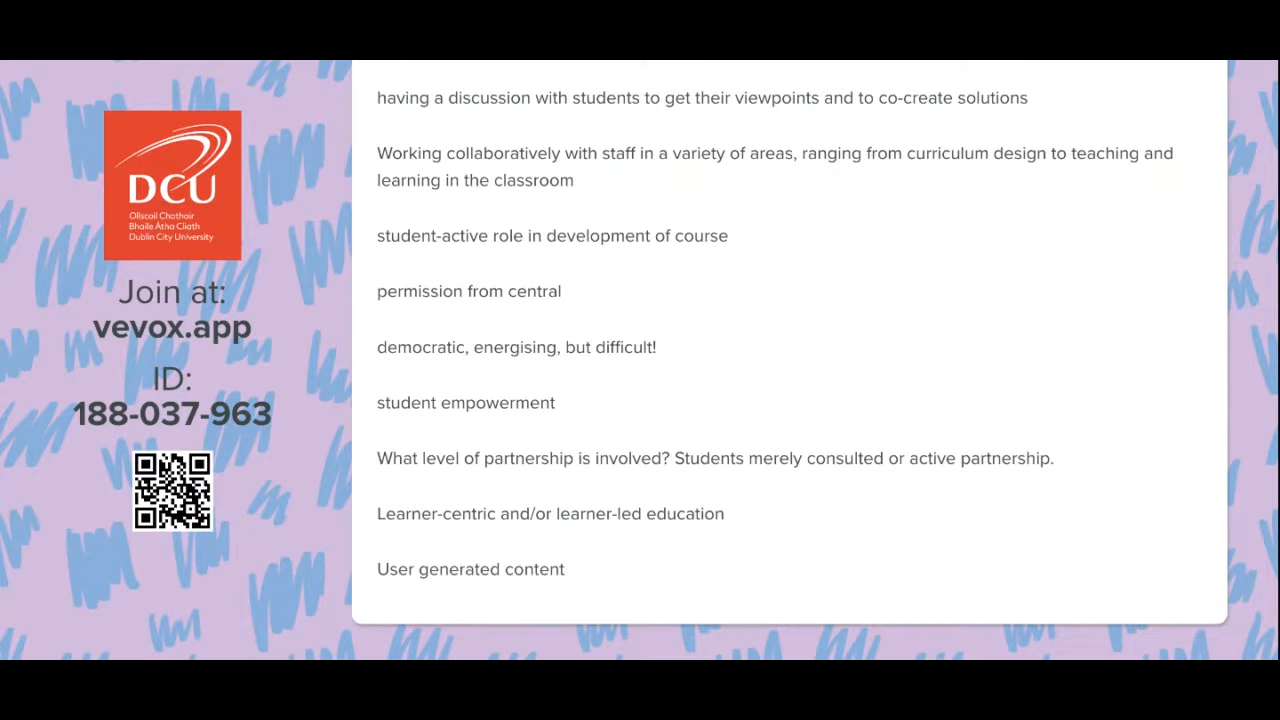 DCU
Ollscoil Chathair
Bhaile Átha Cliath
Dublin City University
Join at:
vevox.app
ID:
188-037-963
having a discussion with students to get their viewpoints and to co-create solutions
Working collaboratively with staff in a variety of areas, ranging from curriculum design to teaching and
learning in the classroom
student-active role in development of course
permission from central
democratic, energising, but difficult!
student empowerment
What level of partnership is involved? Students merely consulted or active partnership.
Learner-centric and/or learner-led education
User generated content